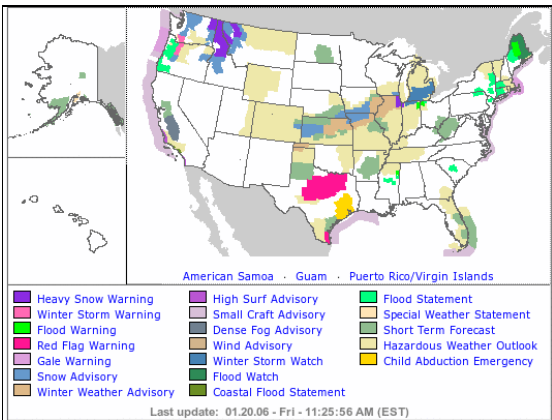 American Samoa · Guam · Puerto Rico/Virgin Islands
Heavy Snow Warning
Winter Storm Warning
Flood Warning
Red Flag Warning
Gale Warning
Snow Advisory
Winter Weather Advisory
High Surf Advisory
Small Craft Advisory
Dense Fog Advisory
Wind Advisory
Winter Storm Watch
Flood Watch
Coastal Flood Statement
Flood Statement
Special Weather Statement
Short Term Forecast
Hazardous Weather Outlook
Child Abduction Emergency
Last update: 01.20.06 - Fri - 11:25:56 AM (EST)